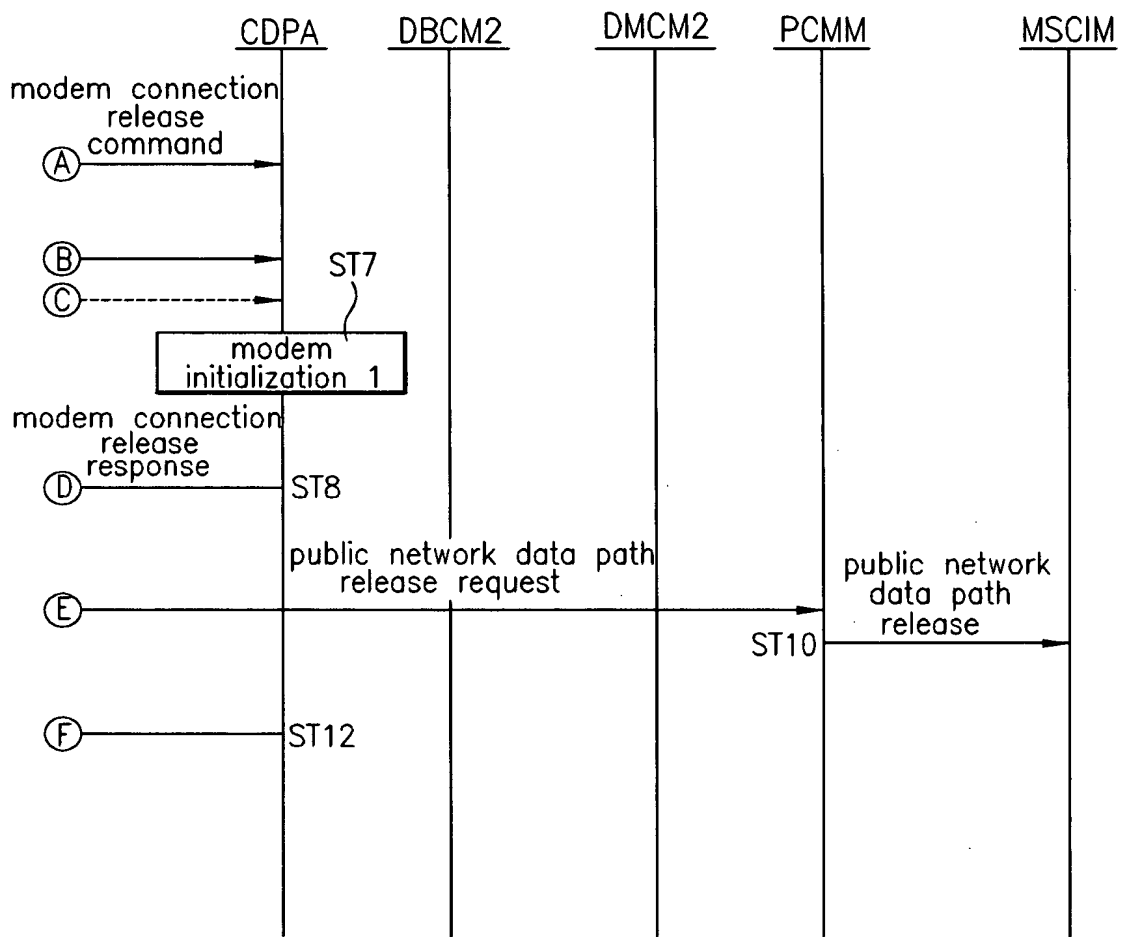 CDPA DBCM2 DMCM2 PCMM MSCIM
modem connection
release
command
A
B
ST7
C
modem
initialization 1
modem connection
release
response
D
ST8
public network data path
release request
public network
data path
release
E
ST10
F
ST12